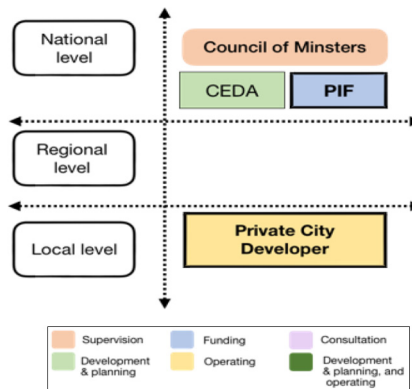 National
level
Council of Minsters
CEDA
PIF
Regional
level
Local level
Private City
Developer
Supervision
Funding
Consultation
Development
& planning
Operating
Development
& planning, and
operating